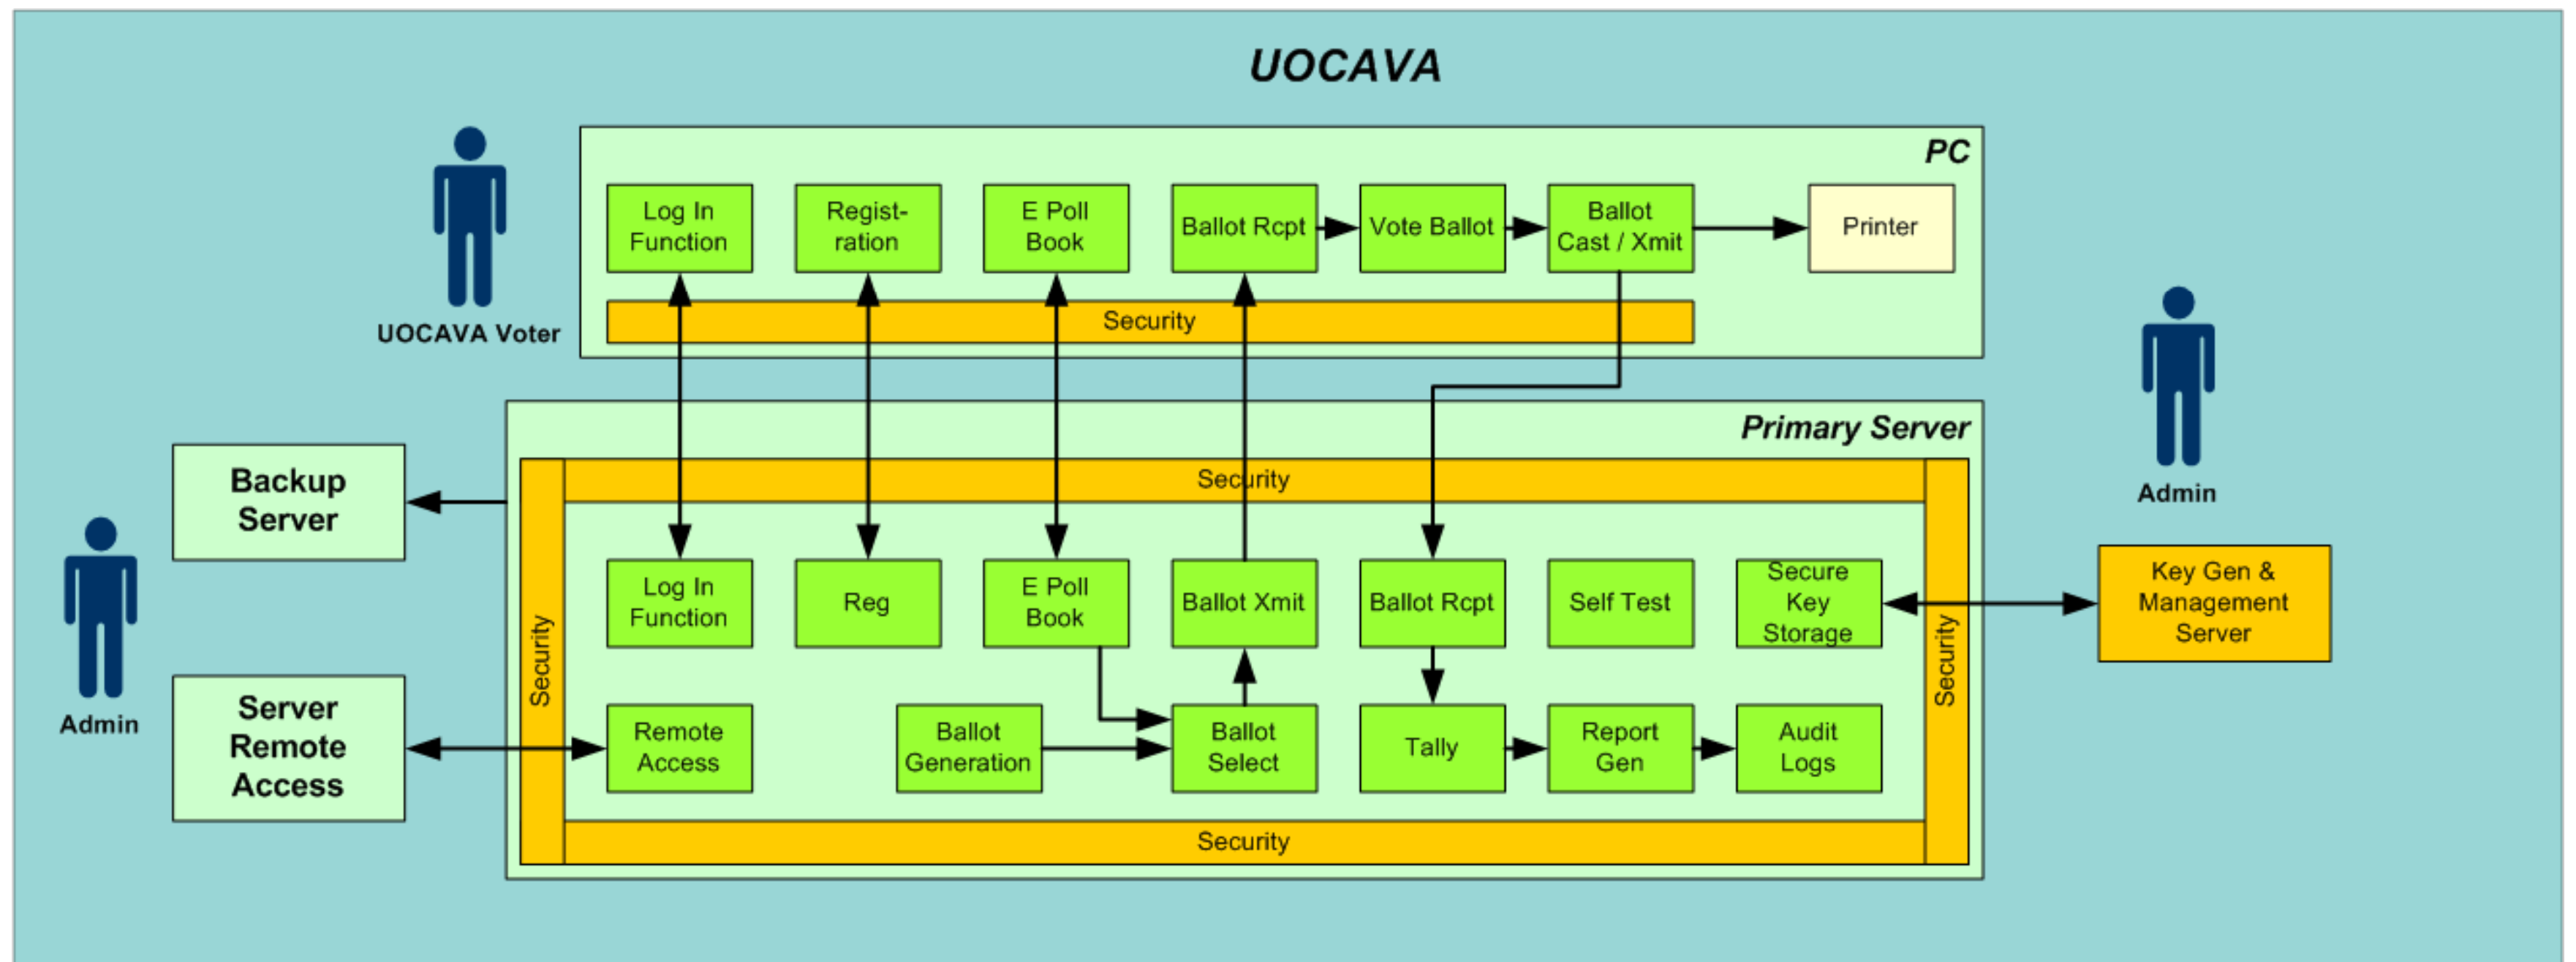 UOCAVA
PC
Log In
Function
Regist-
ration
E Poll
Book
Ballot Rcpt
Vote Ballot
Ballot
Cast / Xmit
Printer
Security
UOCAVA Voter
Primary Server
Security
Backup
Server
Admin
Log In
Function
Reg
E Poll
Book
Ballot Xmit
Ballot Rcpt
Self Test
Secure
Key
Storage
Key Gen &
Management
Server
Security
Security
Admin
Server
Remote
Access
Remote
Access
Ballot
Generation
Ballot
Select
Tally
Report
Gen
Audit
Logs
Security